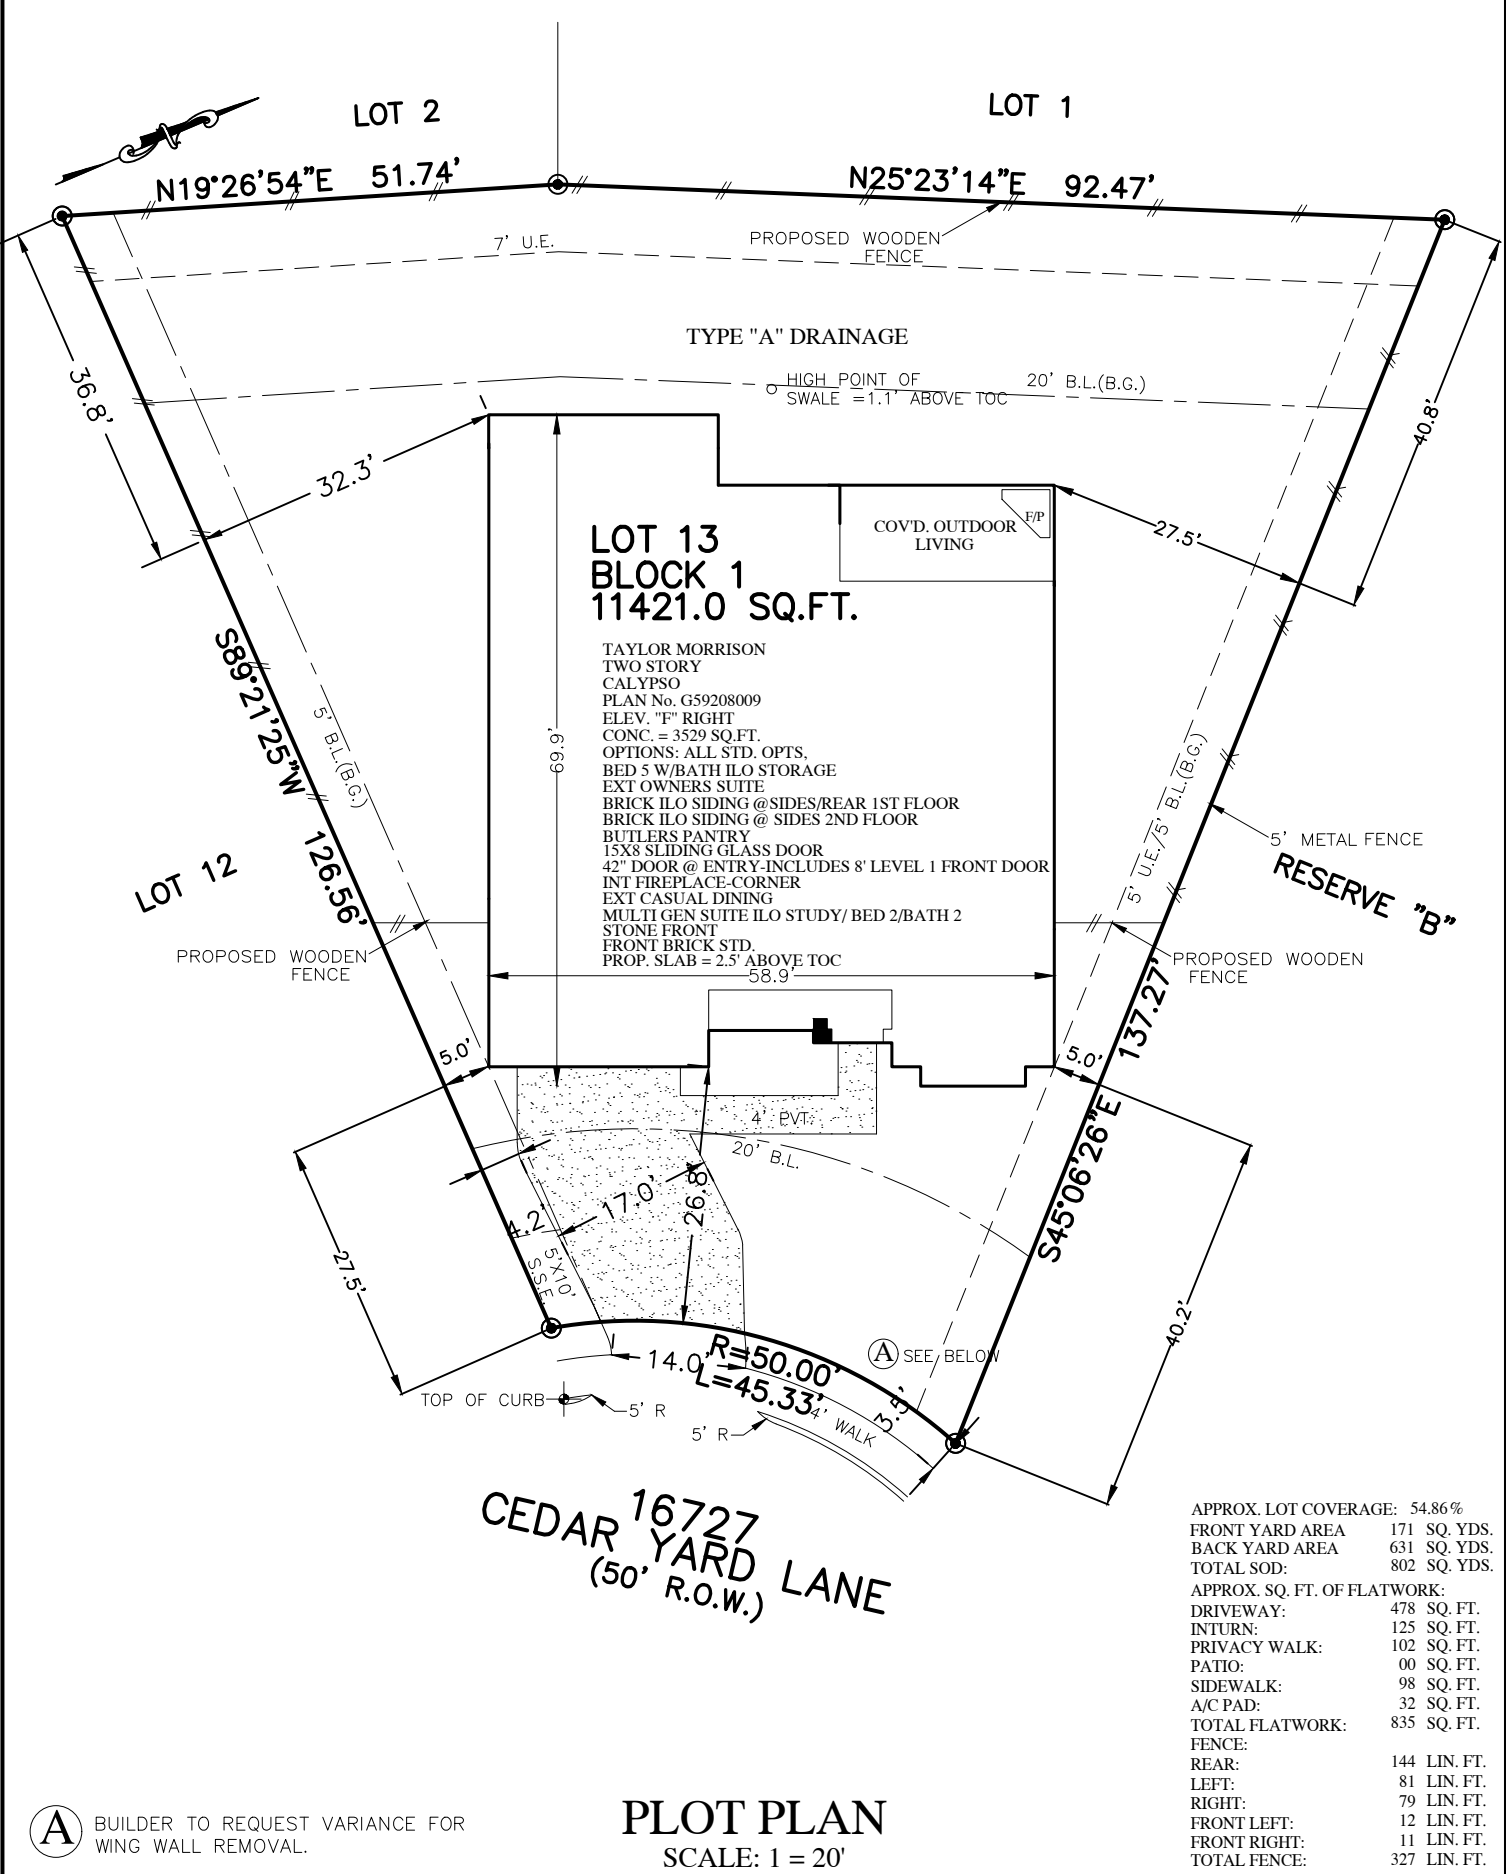 LOT 2
LOT 1
N19°26'54"E 51.74'
N25°23'14"E 92.47'
7' U.E.
PROPOSED WOODEN
FENCE
TYPE "A" DRAINAGE
HIGH POINT OF
SWALE =1.1' ABOVE TOC
20' B.L.(B.G.)
36.8'
40.8'
32.3'
27.5'
COV'D. OUTDOOR
LIVING
F/P
LOT 13
BLOCK 1
11421.0 SQ.FT.
TAYLOR MORRISON
TWO STORY
CALYPSO
PLAN No. G59208009
ELEV. "F" RIGHT
CONC. = 3529 SQ.FT.
OPTIONS: ALL STD. OPTS,
BED 5 W/BATH ILO STORAGE
EXT OWNERS SUITE
BRICK ILO SIDING @SIDES/REAR 1ST FLOOR
BRICK ILO SIDING @ SIDES 2ND FLOOR
BUTLERS PANTRY
15X8 SLIDING GLASS DOOR
42" DOOR @ ENTRY-INCLUDES 8' LEVEL 1 FRONT DOOR
INT FIREPLACE-CORNER
EXT CASUAL DINING
MULTI GEN SUITE ILO STUDY/ BED 2/BATH 2
STONE FRONT
FRONT BRICK STD.
PROP. SLAB = 2.5' ABOVE TOC
69.9'
58.9'
S89°21'25"W 126.56'
5' B.L.(B.G.)
LOT 12
PROPOSED WOODEN
FENCE
5' U.E./5' B.L.(B.G.)
5' METAL FENCE
RESERVE "B"
PROPOSED WOODEN
FENCE
S45°06'26"E 137.27'
5.0'
5.0'
4' PVT.
20' B.L.
26.8'
17.0'
4.2'
5'X10'
S.S.E.
27.5'
40.2'
R=50.00'
L=45.33'
14.0'
A SEE BELOW
3.5'
4' WALK
TOP OF CURB
5' R
5' R
16727
CEDAR YARD LANE
(50' R.O.W.)
APPROX. LOT COVERAGE: 54.86%
FRONT YARD AREA 171 SQ. YDS.
BACK YARD AREA 631 SQ. YDS.
TOTAL SOD: 802 SQ. YDS.
APPROX. SQ. FT. OF FLATWORK:
DRIVEWAY: 478 SQ. FT.
INTURN: 125 SQ. FT.
PRIVACY WALK: 102 SQ. FT.
PATIO: 00 SQ. FT.
SIDEWALK: 98 SQ. FT.
A/C PAD: 32 SQ. FT.
TOTAL FLATWORK: 835 SQ. FT.
FENCE:
REAR: 144 LIN. FT.
LEFT: 81 LIN. FT.
RIGHT: 79 LIN. FT.
FRONT LEFT: 12 LIN. FT.
FRONT RIGHT: 11 LIN. FT.
TOTAL FENCE: 327 LIN. FT.
A BUILDER TO REQUEST VARIANCE FOR
WING WALL REMOVAL.
PLOT PLAN
SCALE: 1 = 20'